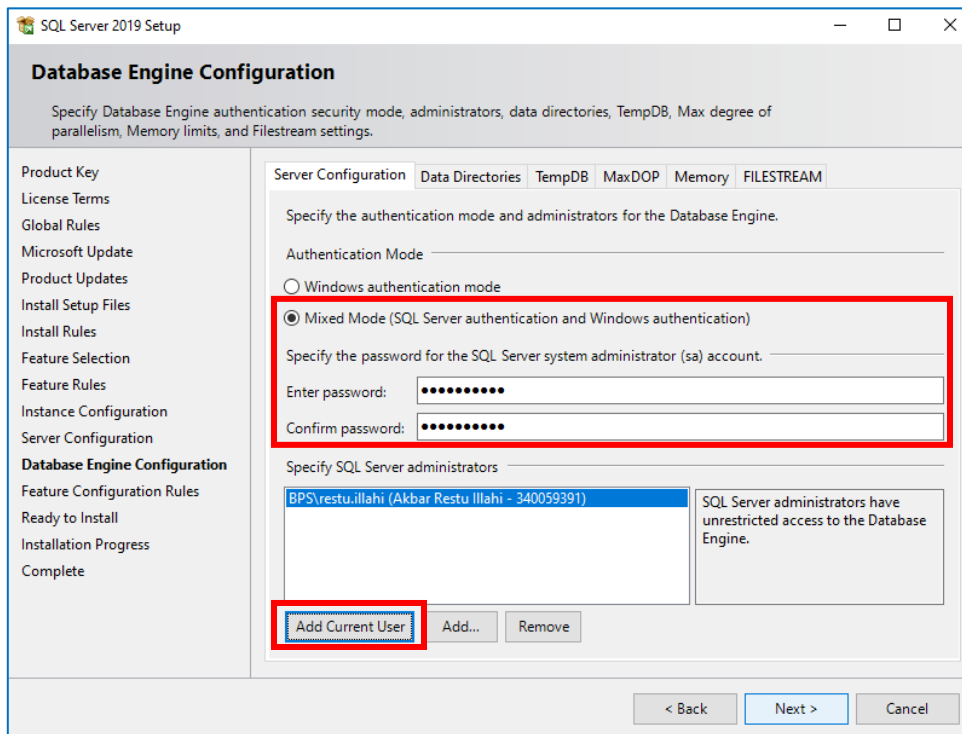 SQL Server 2019 Setup
Database Engine Configuration
Specify Database Engine authentication security mode, administrators, data directories, TempDB, Max degree of
parallelism, Memory limits, and Filestream settings.
Product Key
License Terms
Global Rules
Microsoft Update
Product Updates
Install Setup Files
Install Rules
Feature Selection
Feature Rules
Instance Configuration
Server Configuration
Database Engine Configuration
Feature Configuration Rules
Ready to Install
Installation Progress
Complete
Server Configuration Data Directories TempDB MaxDOP Memory FILESTREAM
Specify the authentication mode and administrators for the Database Engine.
Authentication Mode
Windows authentication mode
Mixed Mode (SQL Server authentication and Windows authentication)
Specify the password for the SQL Server system administrator (sa) account.
Enter password: ●●●●●●●●●●
Confirm password: ●●●●●●●●●●
Specify SQL Server administrators
BPS\restu.illahi (Akbar Restu Illahi - 340059391)
SQL Server administrators have
unrestricted access to the Database
Engine.
Add Current User Add... Remove
< Back Next > Cancel